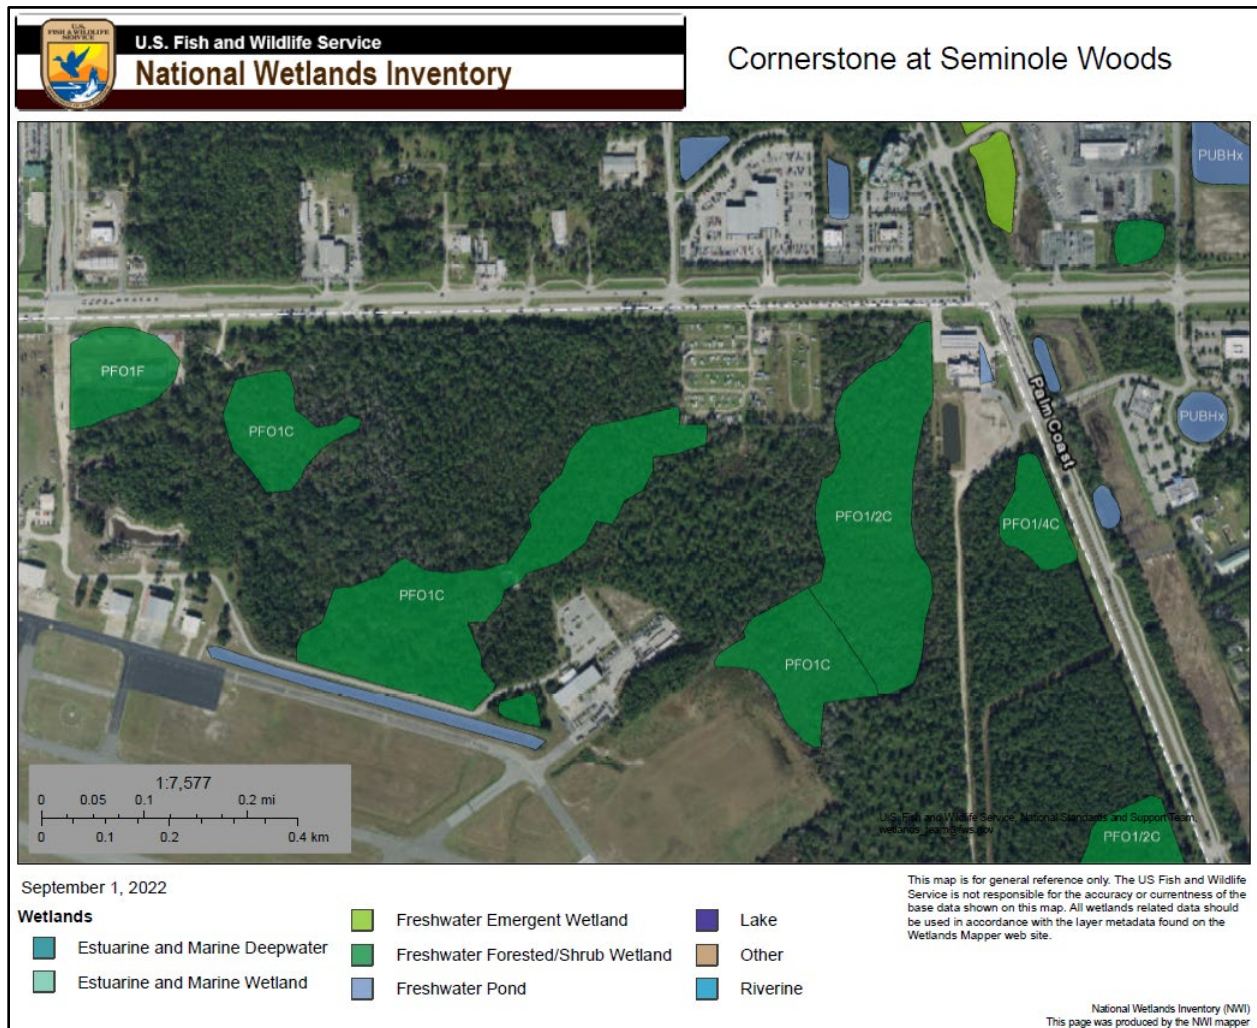 U.S.
FISH & WILDLIFE
SERVICE
DEPARTMENT OF THE INTERIOR
U.S. Fish and Wildlife Service
National Wetlands Inventory
Cornerstone at Seminole Woods
PUBHx
PFO1F
PFO1C
Palm Coast
PUBHx
PFO1/2C
PFO1/4C
PFO1C
PFO1C
1:7,577
0 0.05 0.1 0.2 mi
0 0.1 0.2 0.4 km
U.S. Fish and Wildlife Service, National Standards and Support Team,
wetlands_team@fws.gov
PFO1/2C
September 1, 2022
Wetlands
Estuarine and Marine Deepwater
Estuarine and Marine Wetland
Freshwater Emergent Wetland
Freshwater Forested/Shrub Wetland
Freshwater Pond
Lake
Other
Riverine
This map is for general reference only. The US Fish and Wildlife
Service is not responsible for the accuracy or currentness of the
base data shown on this map. All wetlands related data should
be used in accordance with the layer metadata found on the
Wetlands Mapper web site.
National Wetlands Inventory (NWI)
This page was produced by the NWI mapper